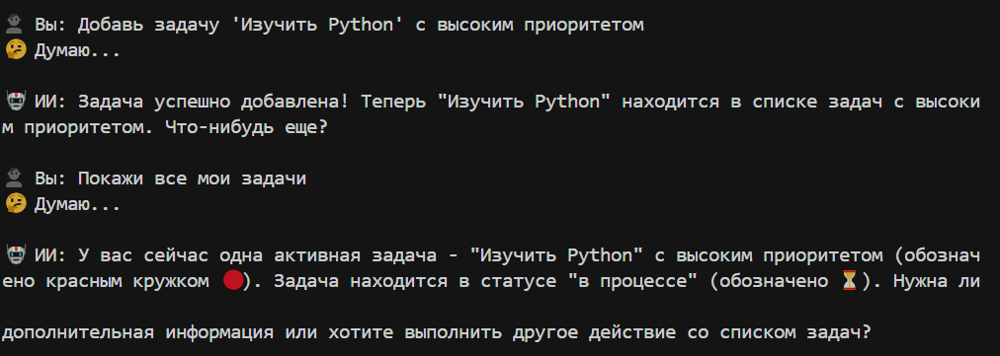 👤 Вы: Добавь задачу 'Изучить Python' с высоким приоритетом
🤔 Думаю...
🤖 ИИ: Задача успешно добавлена! Теперь "Изучить Python" находится в списке задач с высоки
м приоритетом. Что-нибудь еще?
👤 Вы: Покажи все мои задачи
🤔 Думаю...
🤖 ИИ: У вас сейчас одна активная задача - "Изучить Python" с высоким приоритетом (обознач
ено красным кружком 🔴). Задача находится в статусе "в процессе" (обозначено ⏳). Нужна ли
дополнительная информация или хотите выполнить другое действие со списком задач?